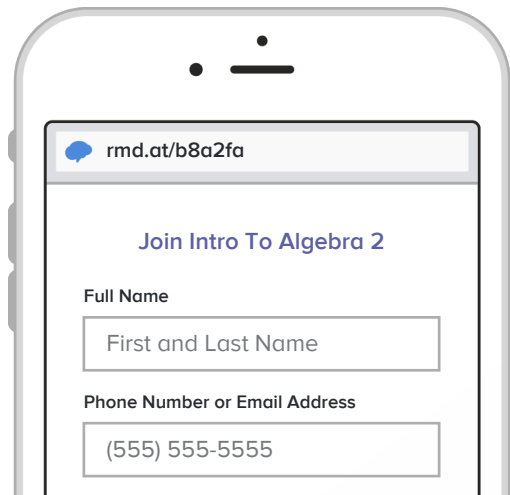 rmd.at/b8a2fa
Join Intro To Algebra 2
Full Name
First and Last Name
Phone Number or Email Address
(555) 555-5555